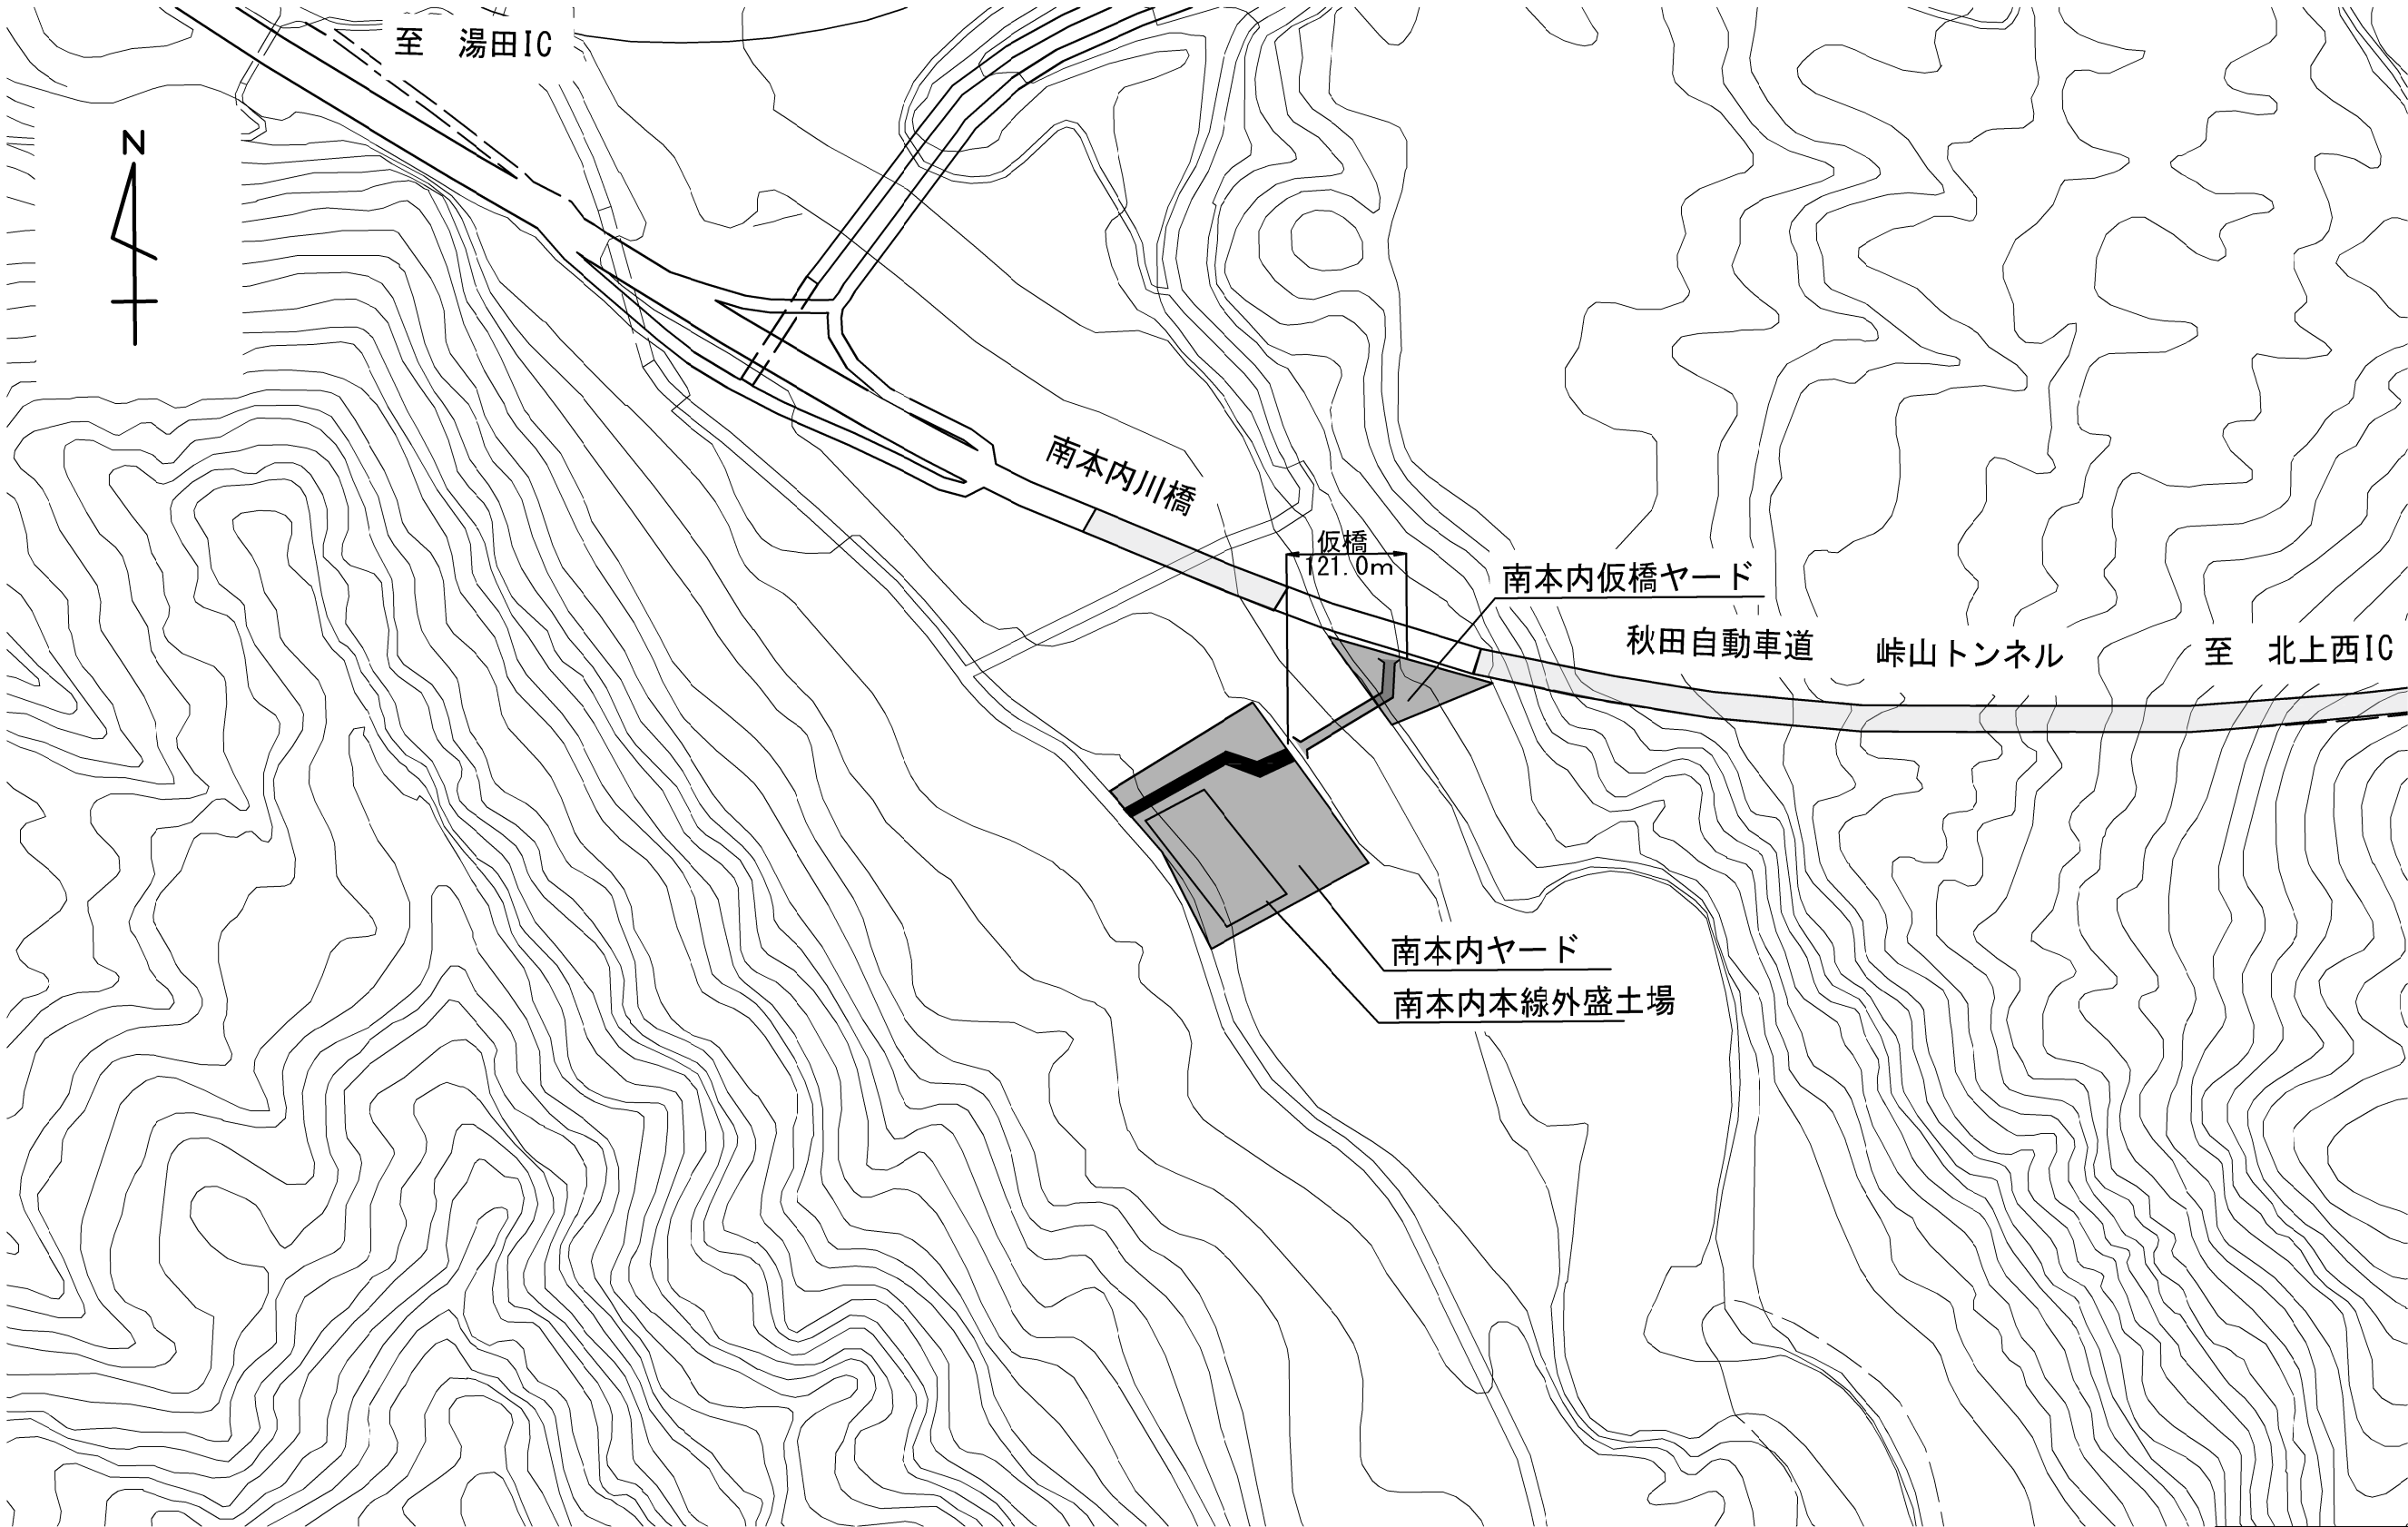 至　湯田IC
N
南本内川橋
仮橋
121.0m
南本内仮橋ヤード
秋田自動車道
峠山トンネル
至　北上西IC
南本内ヤード
南本内本線外盛土場